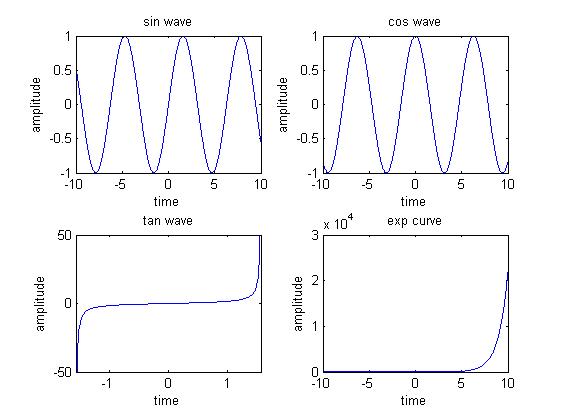 sin wave
1
0.5
0
-0.5
-1
amplitude
-10 -5 0 5 10
time
cos wave
1
0.5
0
-0.5
-1
amplitude
-10 -5 0 5 10
time
tan wave
50
0
-50
amplitude
-1 0 1
time
exp curve
x 10^4
3
2
1
0
amplitude
-10 -5 0 5 10
time